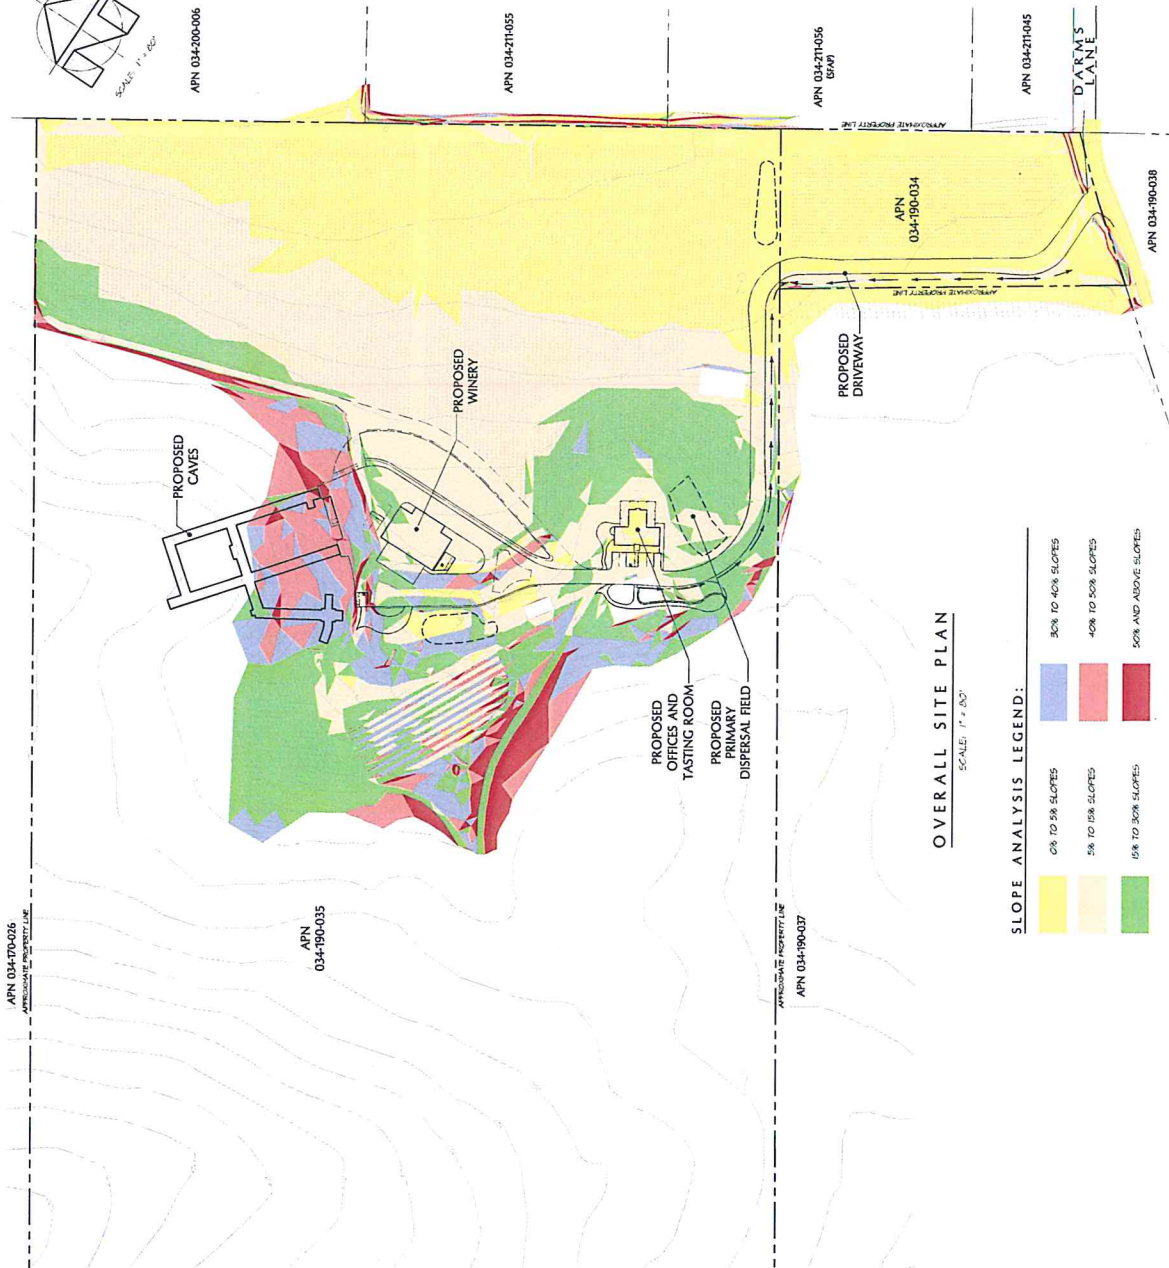 SCALE: 1" = 80'
APN 034-200-006
APN 034-211-055
APN 034-211-056
(SFAP)
APN 034-211-045
DARMS
LANE
APPROXIMATE PROPERTY LINE
APN
034-190-034
APN 034-190-038
APPROXIMATE PROPERTY LINE
PROPOSED
DRIVEWAY
PROPOSED
WINERY
PROPOSED
CAVES
PROPOSED
OFFICES AND
TASTING ROOM
PROPOSED
PRIMARY
DISPERSAL FIELD
APN 034-170-026
APPROXIMATE PROPERTY LINE
APN
034-190-035
APPROXIMATE PROPERTY LINE
APN 034-190-037
OVERALL SITE PLAN
SCALE: 1" = 80'
SLOPE ANALYSIS LEGEND:
0% TO 5% SLOPES
5% TO 15% SLOPES
15% TO 30% SLOPES
30% TO 40% SLOPES
40% TO 50% SLOPES
50% AND ABOVE SLOPES